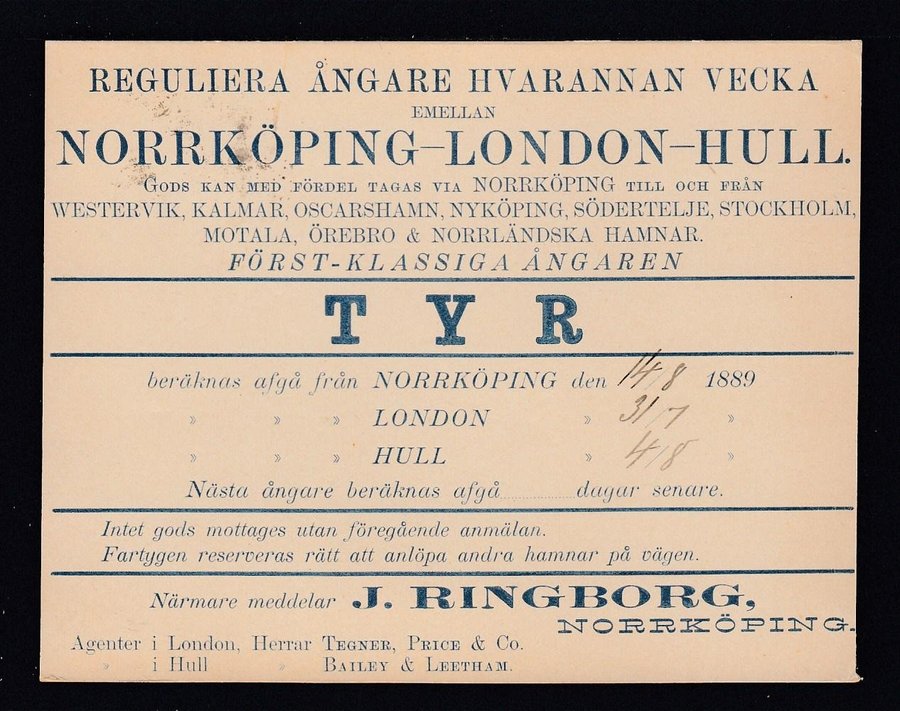 REGULIERA ÅNGARE HVARANNAN VECKA
EMELLAN
NORRKÖPING–LONDON–HULL.
GODS KAN MED FÖRDEL TAGAS VIA NORRKÖPING TILL OCH FRÅN
WESTERVIK, KALMAR, OSCARSHAMN, NYKÖPING, SÖDERTELJE, STOCKHOLM,
MOTALA, ÖREBRO & NORRLÄNDSKA HAMNAR.
FÖRST-KLASSIGA ÅNGAREN
TYR
beräknas afgå från NORRKÖPING den 14/8 1889
» » » LONDON » 31/7 »
» » » HULL » 4/8 »
Nästa ångare beräknas afgå ............ dagar senare.
Intet gods mottages utan föregående anmälan.
Fartygen reserveras rätt att anlöpa andra hamnar på vägen.
Närmare meddelar J. RINGBORG,
NORRKÖPING.
Agenter i London, Herrar TEGNER, PRICE & CO.
» i Hull » BAILEY & LEETHAM.